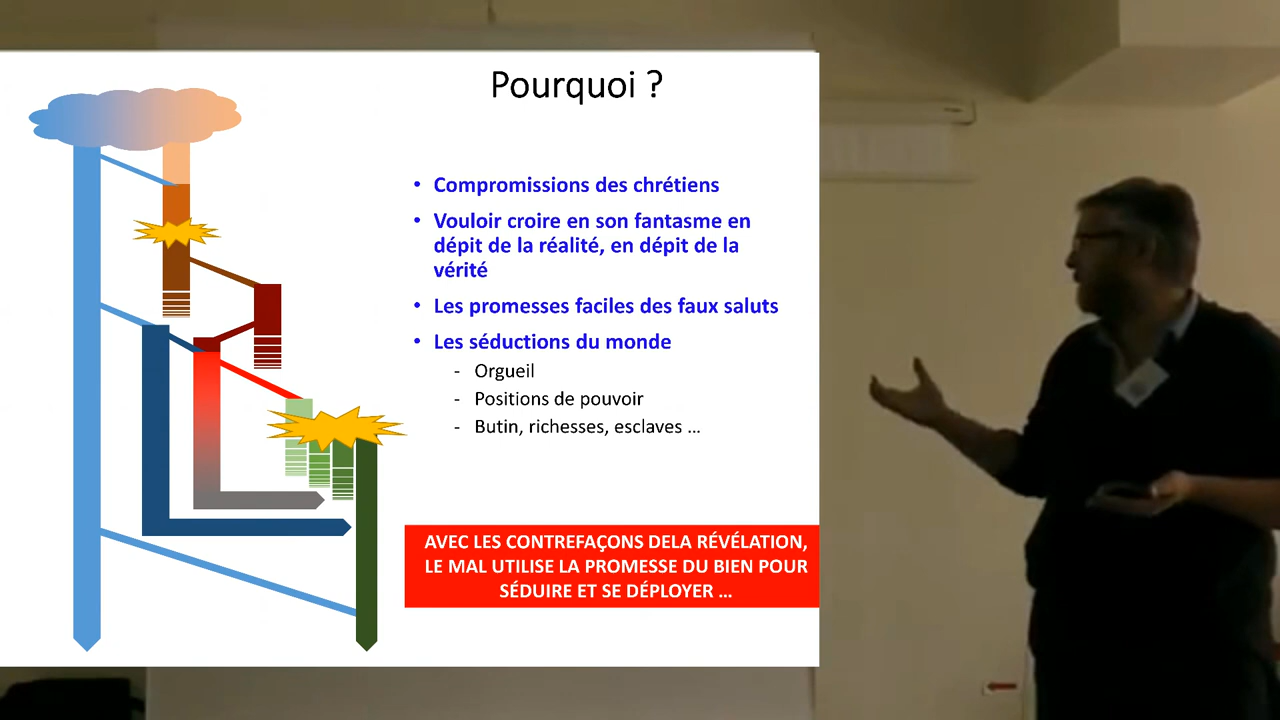 Pourquoi ?
• Compromissions des chrétiens
• Vouloir croire en son fantasme en
dépit de la réalité, en dépit de la
vérité
• Les promesses faciles des faux saluts
• Les séductions du monde
- Orgueil
- Positions de pouvoir
- Butin, richesses, esclaves ...
AVEC LES CONTREFAÇONS DELA RÉVÉLATION,
LE MAL UTILISE LA PROMESSE DU BIEN POUR
SÉDUIRE ET SE DÉPLOYER ...